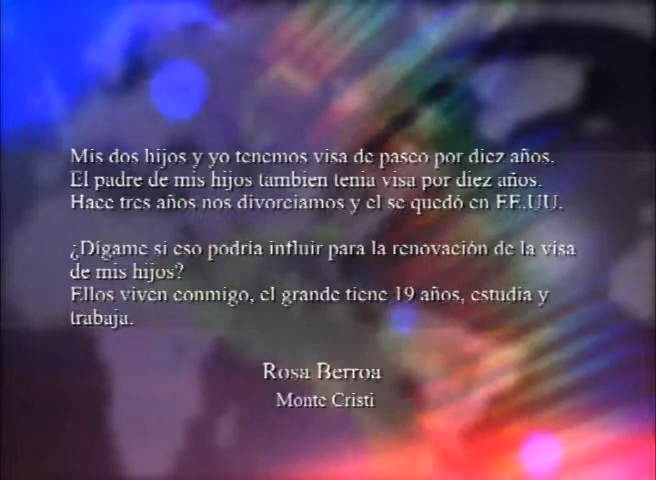 Mis dos hijos y yo tenemos visa de paseo por diez años.
El padre de mis hijos tambien tenia visa por diez años.
Hace tres años nos divorciamos y el se quedó en EE.UU.
¿Dígame si eso podría influir para la renovación de la visa
de mis hijos?
Ellos viven conmigo, el grande tiene 19 años, estudia y
trabaja.
Rosa Berroa
Monte Cristi